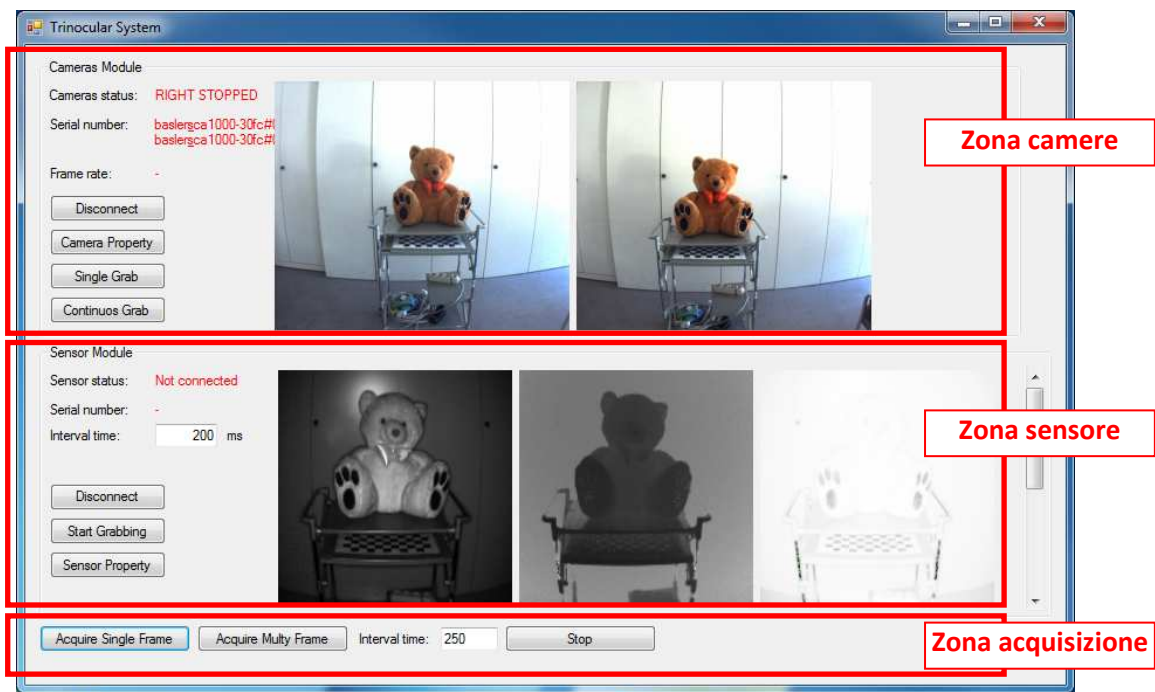 Trinocular System
Cameras Module
Cameras status: RIGHT STOPPED
Serial number: baslersca1000-30fc#
baslersca1000-30fc#
Frame rate: -
Disconnect
Camera Property
Single Grab
Continuos Grab
Zona camere
Sensor Module
Sensor status: Not connected
Serial number: -
Interval time: 200 ms
Disconnect
Start Grabbing
Sensor Property
Zona sensore
Acquire Single Frame Acquire Multy Frame Interval time: 250 Stop
Zona acquisizione